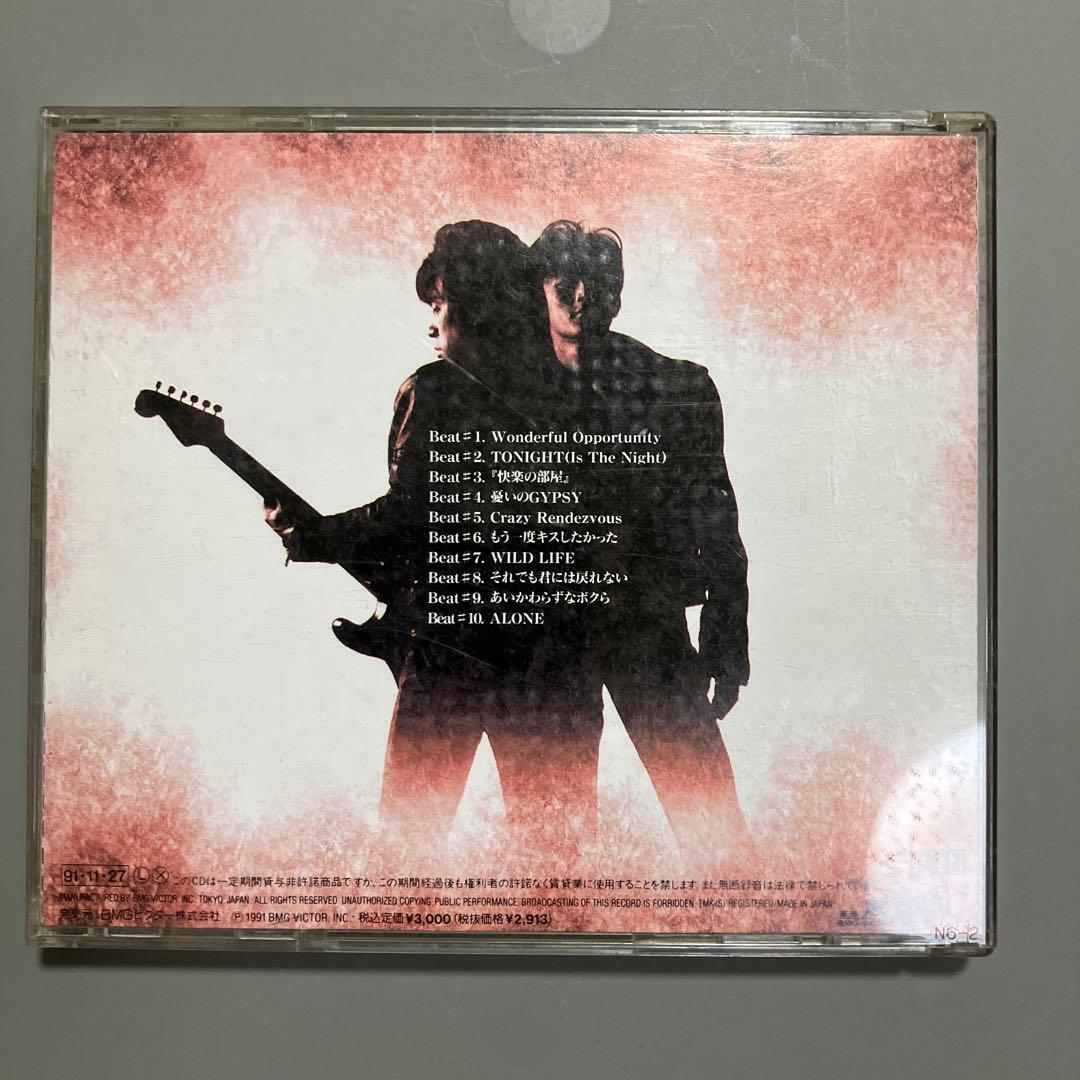 Beat♯1. Wonderful Opportunity
Beat♯2. TONIGHT(Is The Night)
Beat♯3.『快楽の部屋』
Beat♯4. 憂いのGYPSY
Beat♯5. Crazy Rendezvous
Beat♯6. もう一度キスしたかった
Beat♯7. WILD LIFE
Beat♯8. それでも君には戻れない
Beat♯9. あいかわらずなボクら
Beat♯10. ALONE
91・11・27 Ⓛ Ⓧ このCDは一定期間貸与非許諾商品ですか、この期間経過後も権利者の許諾なく賃貸業に使用することを禁じます。また無断録音は法律で禁じられて
MANUFACTURED BY BMG VICTOR, INC. TOKYO, JAPAN. ALL RIGHTS RESERVED. UNAUTHORIZED COPYING. PUBLIC PERFORMANCE. BROADCASTING OF THIS RECORD IS FORBIDDEN. TMK(S) REGISTERED/MADE IN JAPAN
発売元:BMGビクター株式会社 Ⓟ 1991 BMG VICTOR, INC.・税込定価¥3,000(税抜価格¥2,913)
N6-2